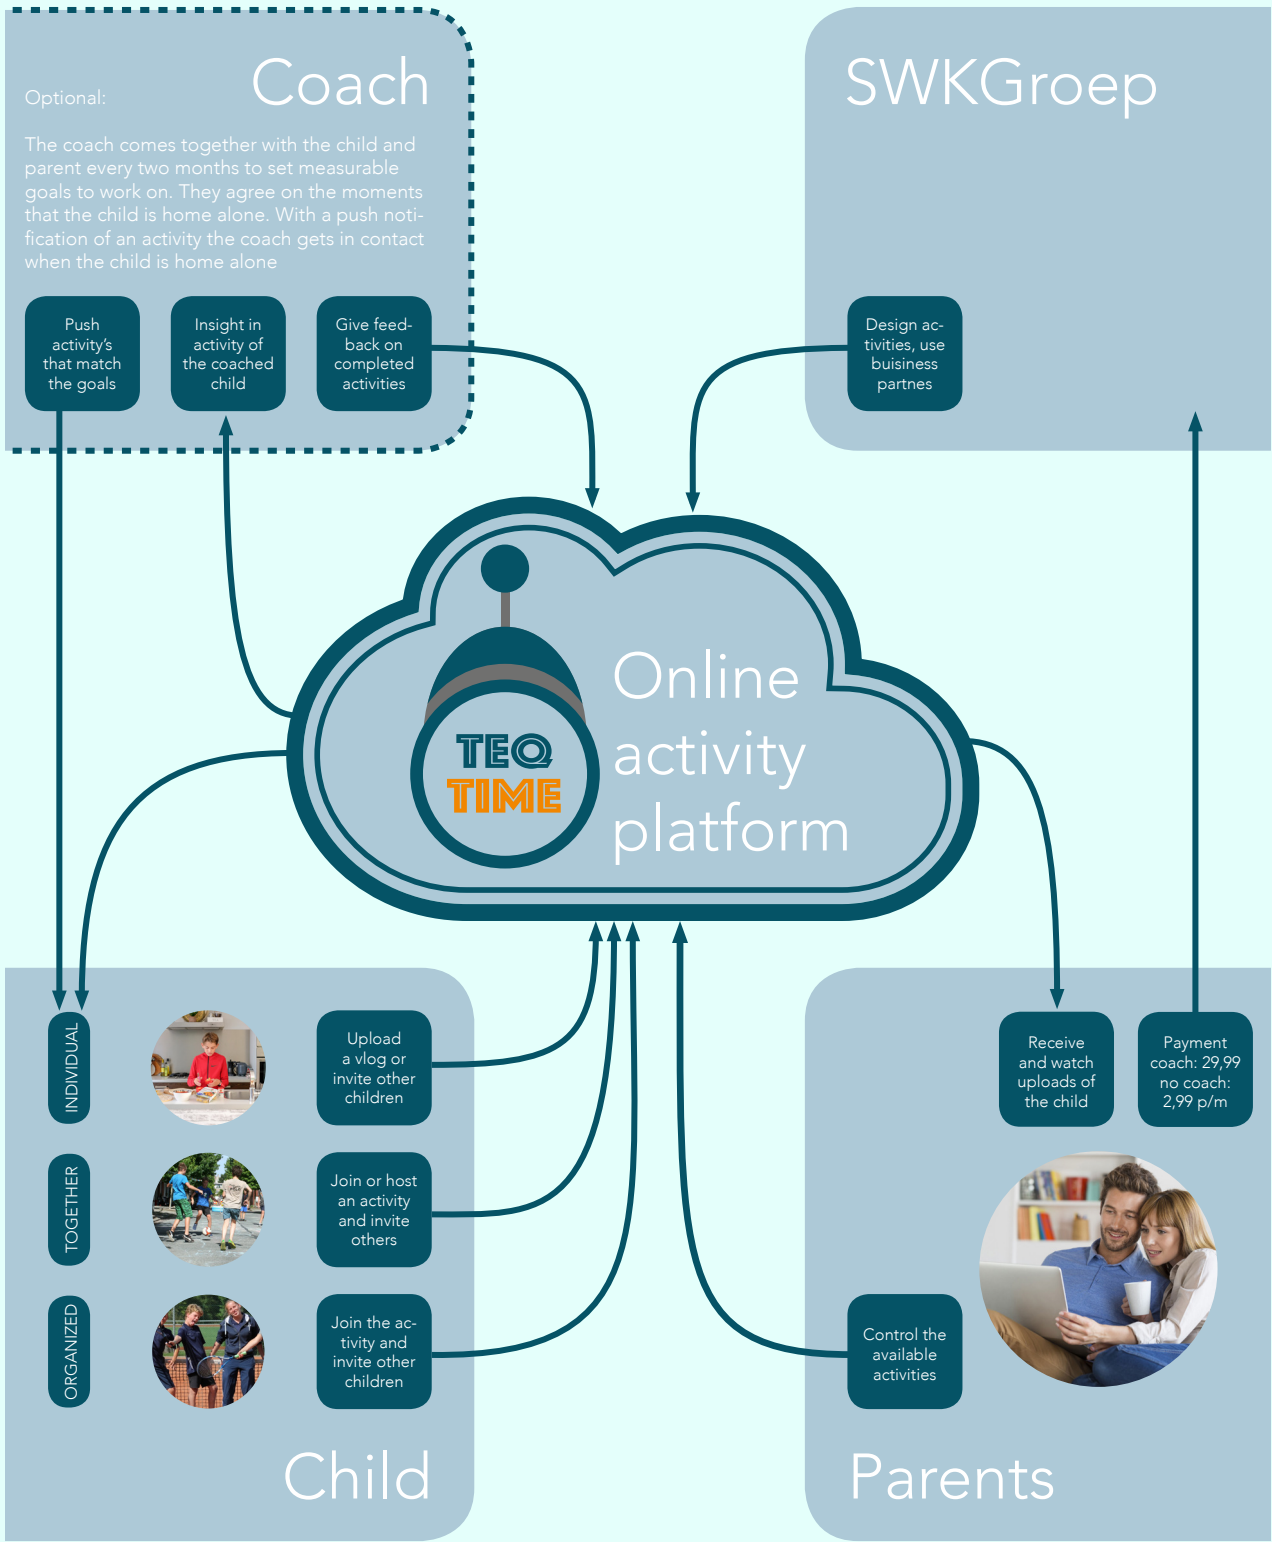 Coach
Optional:
The coach comes together with the child and
parent every two months to set measurable
goals to work on. They agree on the moments
that the child is home alone. With a push noti-
fication of an activity the coach gets in contact
when the child is home alone
Push
activity's
that match
the goals
Insight in
activity of
the coached
child
Give feed-
back on
completed
activities
SWKGroep
Design ac-
tivities, use
buisiness
partnes
TEQ
TIME
Online
activity
platform
INDIVIDUAL
Upload
a vlog or
invite other
children
TOGETHER
Join or host
an activity
and invite
others
ORGANIZED
Join the ac-
tivity and
invite other
children
Child
Receive
and watch
uploads of
the child
Payment
coach: 29,99
no coach:
2,99 p/m
Control the
available
activities
Parents